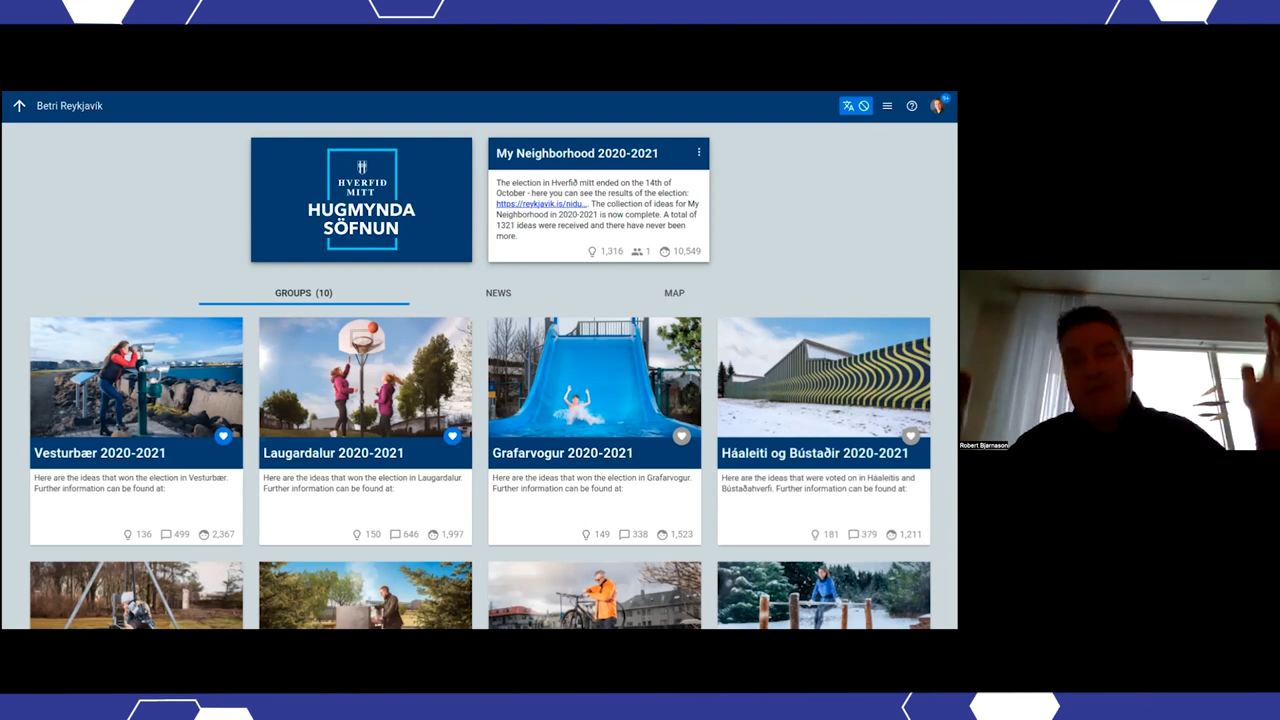 Betri Reykjavík
9+
HVERFIÐ
MITT
HUGMYNDA
SÖFNUN
My Neighborhood 2020-2021
The election in Hverfið mitt ended on the 14th of
October - here you can see the results of the election:
https://reykjavik.is/nidu... The collection of ideas for My
Neighborhood in 2020-2021 is now complete. A total of
1321 ideas were received and there have never been
more.
1,316 1 10,549
GROUPS (10) NEWS MAP
Vesturbær 2020-2021
Here are the ideas that won the election in Vesturbær.
Further information can be found at:
136 499 2,367
Laugardalur 2020-2021
Here are the ideas that won the election in Laugardalur.
Further information can be found at:
150 646 1,997
Grafarvogur 2020-2021
Here are the ideas that won the election in Grafarvogur.
Further information can be found at:
149 338 1,523
Háaleiti og Bústaðir 2020-2021
Here are the ideas that were voted on in Háaleitis and
Bústaðahverfi. Further information can be found at:
181 379 1,211
Robert Bjarnason